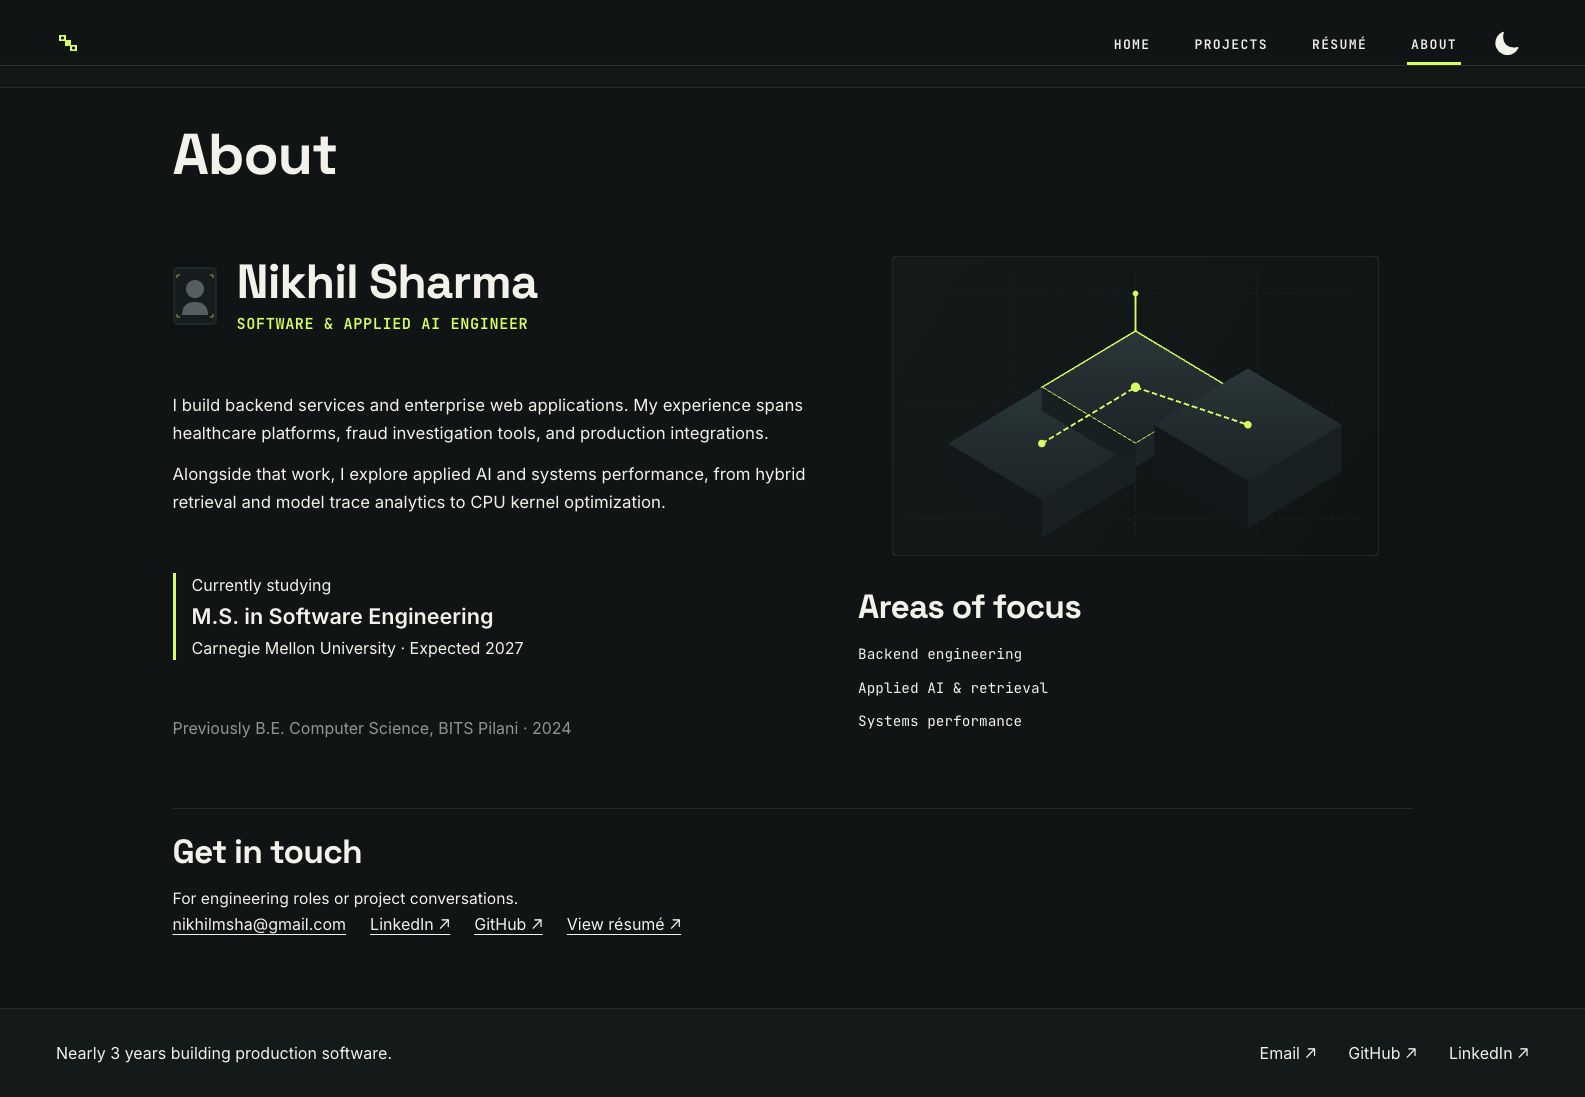 HOME
PROJECTS
RÉSUMÉ
ABOUT
About
Nikhil Sharma
SOFTWARE & APPLIED AI ENGINEER
I build backend services and enterprise web applications. My experience spans
healthcare platforms, fraud investigation tools, and production integrations.
Alongside that work, I explore applied AI and systems performance, from hybrid
retrieval and model trace analytics to CPU kernel optimization.
Currently studying
M.S. in Software Engineering
Carnegie Mellon University · Expected 2027
Previously B.E. Computer Science, BITS Pilani · 2024
Areas of focus
Backend engineering
Applied AI & retrieval
Systems performance
Get in touch
For engineering roles or project conversations.
nikhilmsha@gmail.com LinkedIn ↗ GitHub ↗ View résumé ↗
Nearly 3 years building production software.
Email ↗ GitHub ↗ LinkedIn ↗